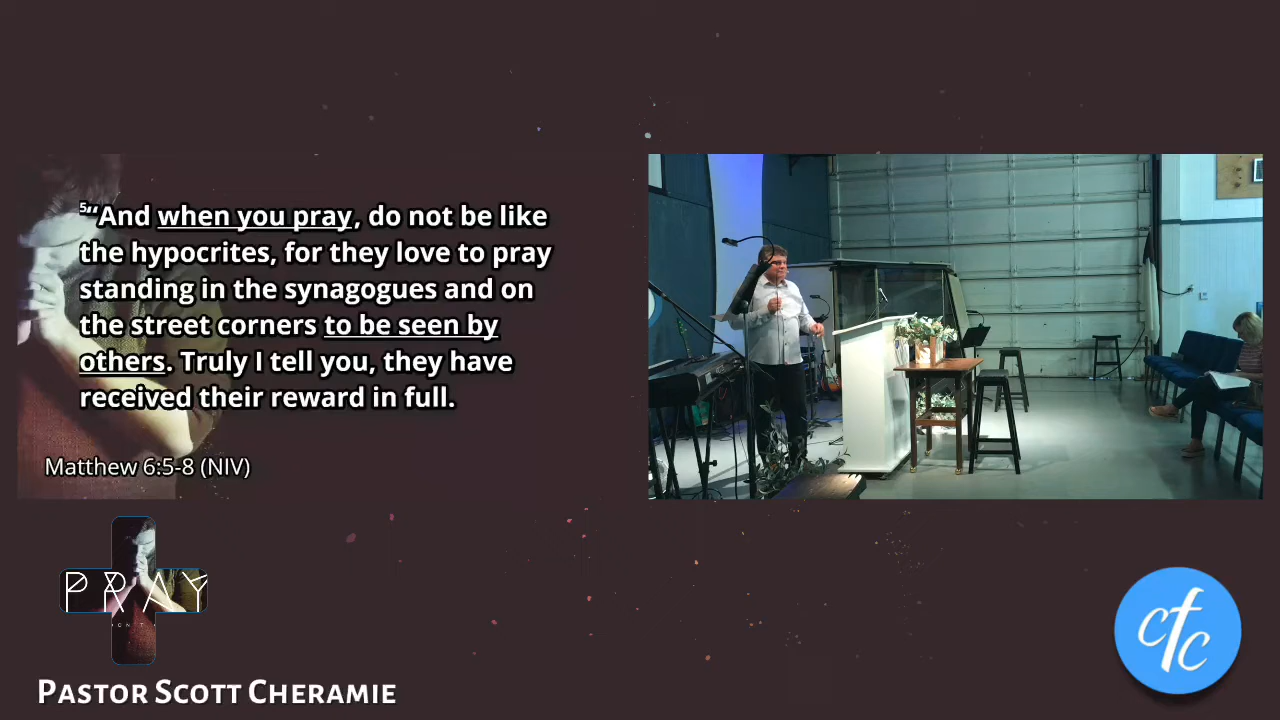 5“And when you pray, do not be like
the hypocrites, for they love to pray
standing in the synagogues and on
the street corners to be seen by
others. Truly I tell you, they have
received their reward in full.
Matthew 6:5-8 (NIV)
PRAY
PASTOR SCOTT CHERAMIE
cfc